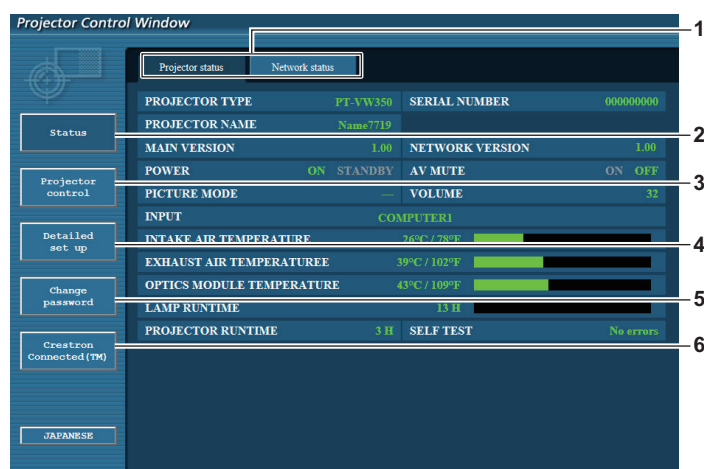 Projector Control Window
1
Projector status Network status
PROJECTOR TYPE PT-VW350 SERIAL NUMBER 000000000
Status
PROJECTOR NAME Name7719
2
MAIN VERSION 1.00 NETWORK VERSION 1.00
POWER ON STANDBY AV MUTE ON OFF
Projector
control
3
PICTURE MODE — VOLUME 32
INPUT COMPUTER1
Detailed
set up
4
INTAKE AIR TEMPERATURE 26°C / 78°F
EXHAUST AIR TEMPERATUREE 39°C / 102°F
OPTICS MODULE TEMPERATURE 43°C / 109°F
Change
password
5
LAMP RUNTIME 13 H
PROJECTOR RUNTIME 3 H SELF TEST No errors
Crestron
Connected(TM)
6
JAPANESE